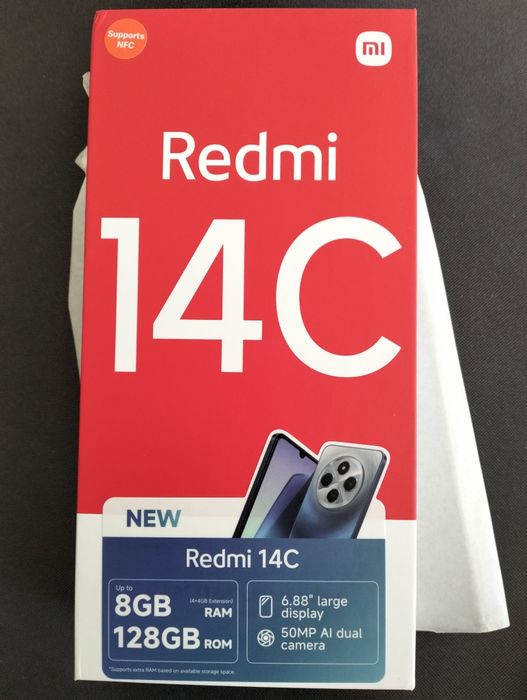 Supports
NFC
mi
Redmi
14C
NEW
Redmi 14C
Up to
8GB (4+4GB Extension) RAM
128GB ROM
6.88" large
display
50MP AI dual
camera
*Supports extra RAM based on available storage space.